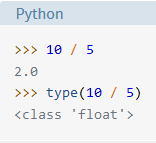 Python
>>> 10 / 5
2.0
>>> type(10 / 5)
<class 'float'>